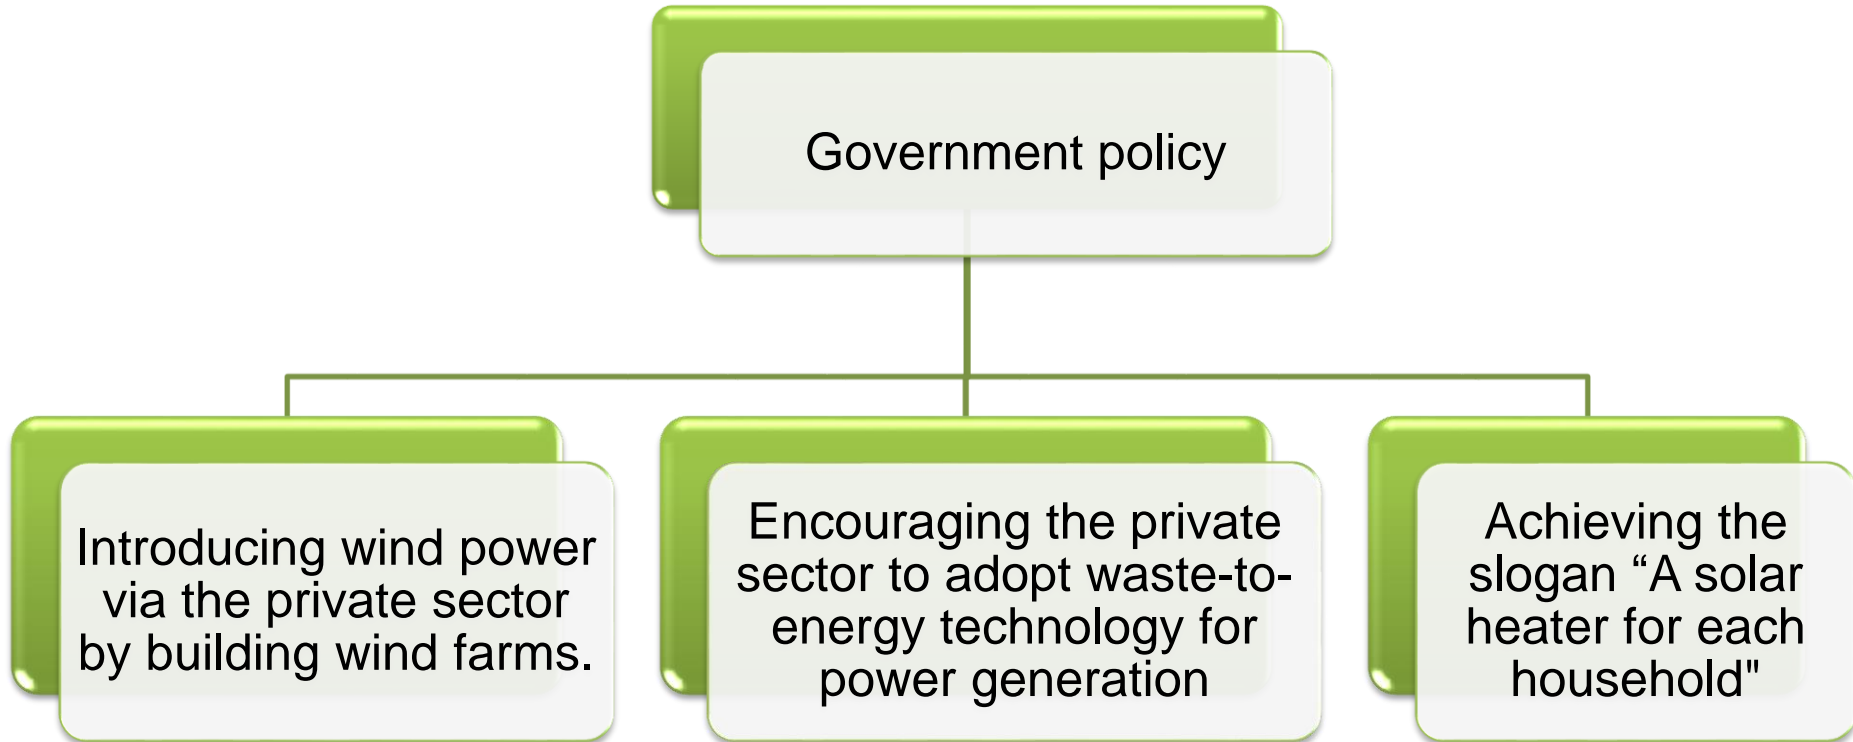 Government policy
Introducing wind power
via the private sector
by building wind farms.
Encouraging the private
sector to adopt waste-to-
energy technology for
power generation
Achieving the
slogan “A solar
heater for each
household"